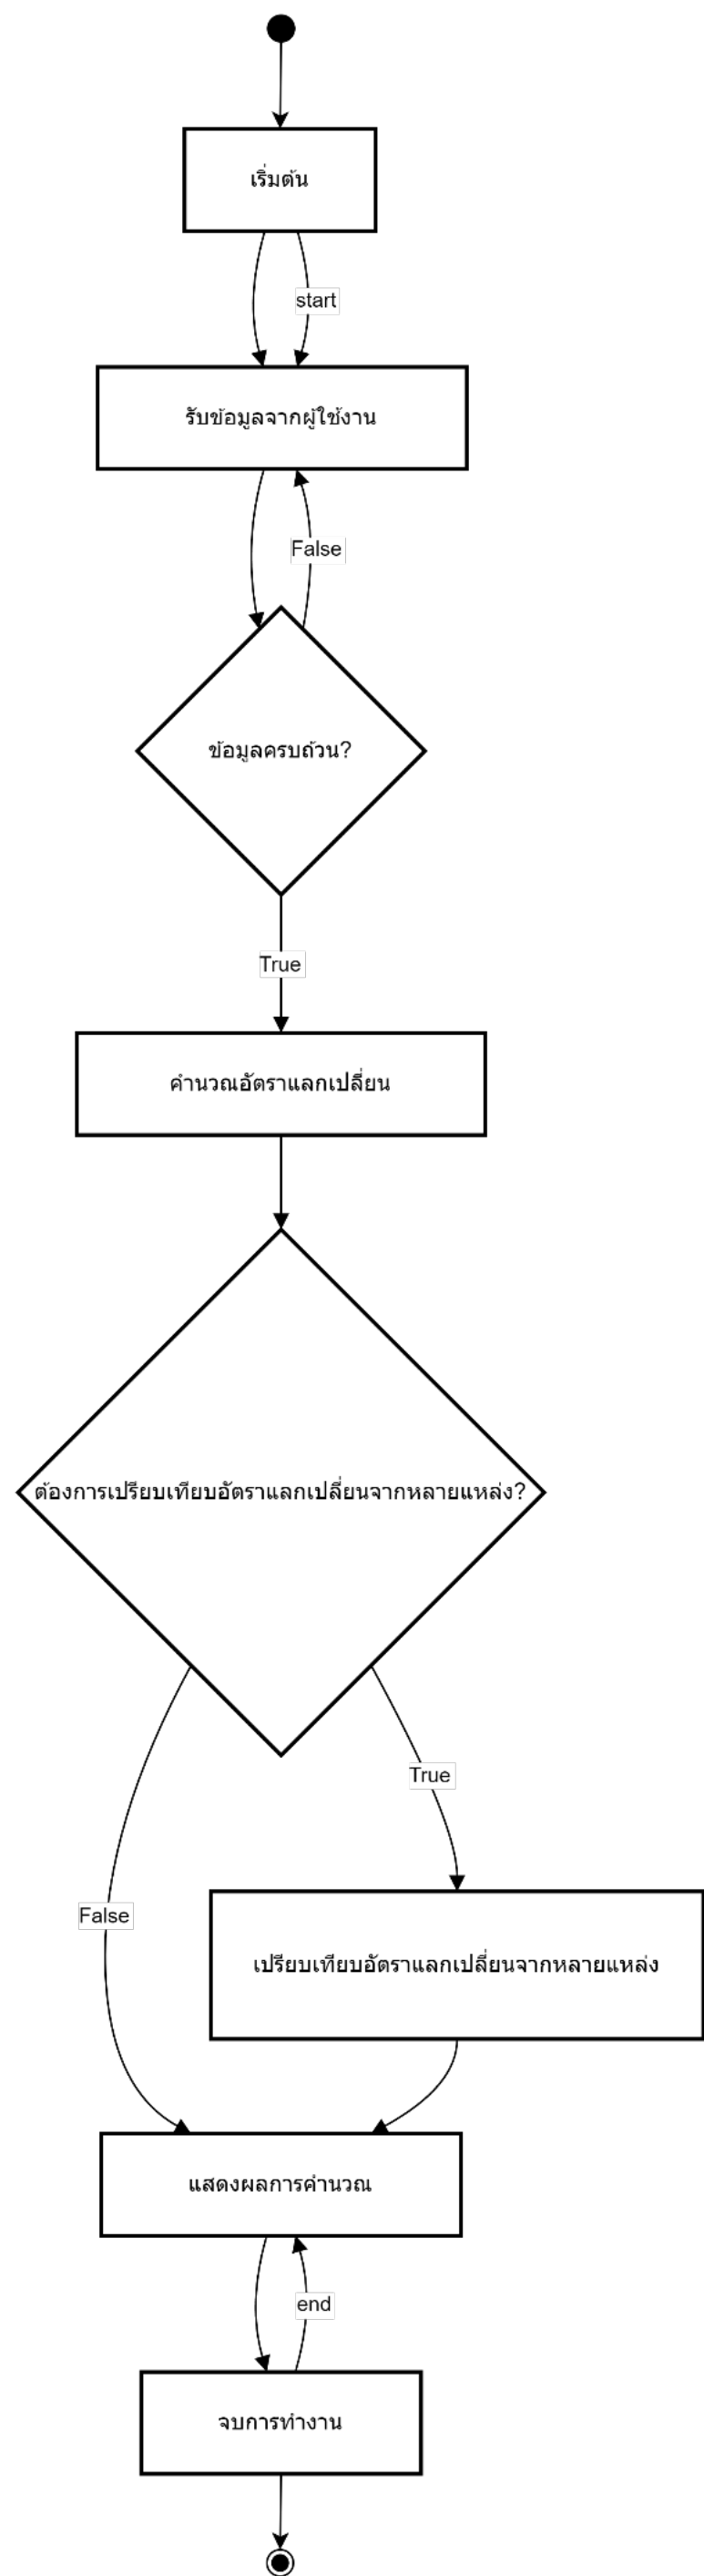 เริ่มต้น
start
รับข้อมูลจากผู้ใช้งาน
False
ข้อมูลครบถ้วน?
True
คำนวณอัตราแลกเปลี่ยน
ต้องการเปรียบเทียบอัตราแลกเปลี่ยนจากหลายแหล่ง?
True
False
เปรียบเทียบอัตราแลกเปลี่ยนจากหลายแหล่ง
แสดงผลการคำนวณ
end
จบการทำงาน